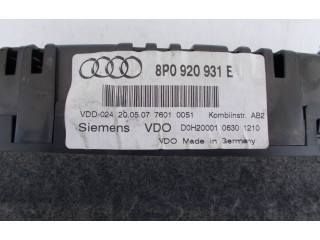 8P0 920 931 E
VDD-024 20.05.07 7601 0051 Kombiinstr. AB2
Siemens VDO D0H20001 0630 1210
VDO Made in Germany